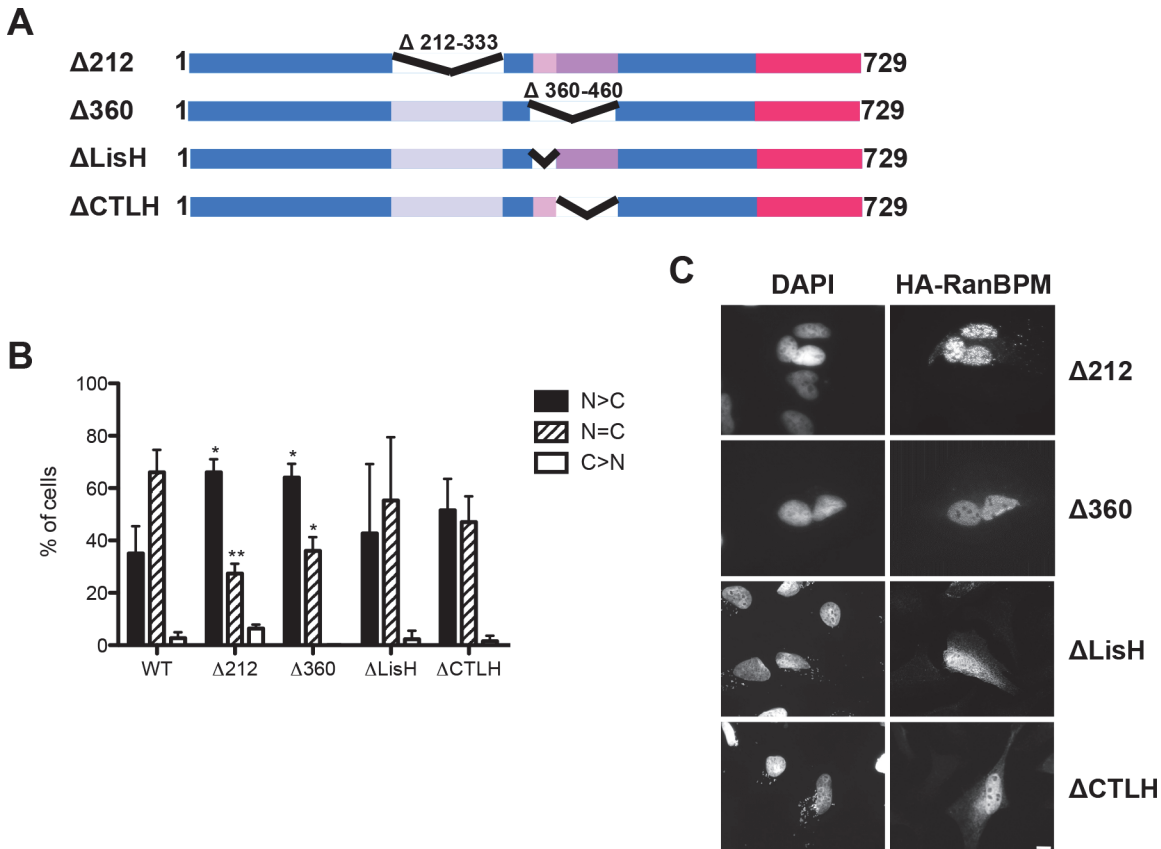 A
Δ 212-333
Δ212 1 729
Δ 360-460
Δ360 1 729
ΔLisH 1 729
ΔCTLH 1 729
B
100
80
60
40
20
0
% of cells
* ** * *
WT Δ212 Δ360 ΔLisH ΔCTLH
N>C
N=C
C>N
C
DAPI HA-RanBPM
Δ212
Δ360
ΔLisH
ΔCTLH